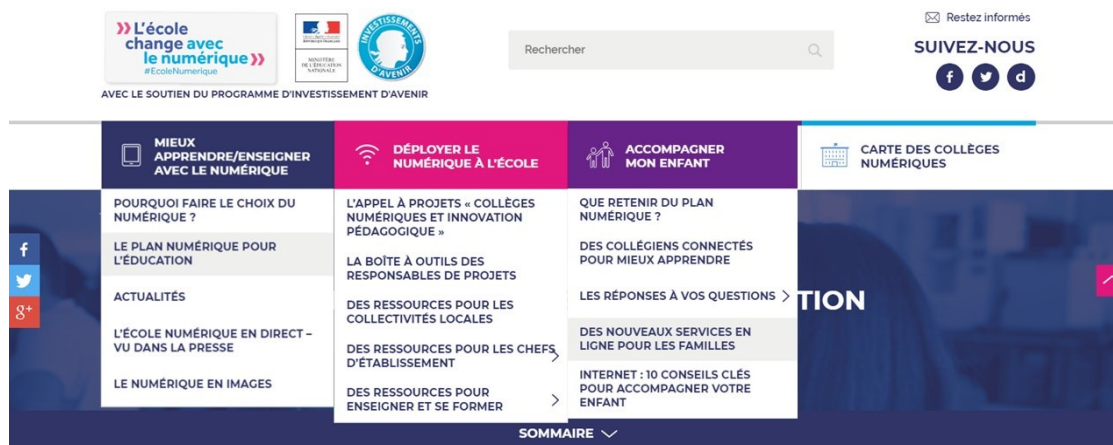 L'école
change avec
le numérique
#EcoleNumerique
MINISTÈRE
DE L'ÉDUCATION
NATIONALE
INVESTISSEMENTS
D'AVENIR
AVEC LE SOUTIEN DU PROGRAMME D'INVESTISSEMENT D'AVENIR
Rechercher
Restez informés
SUIVEZ-NOUS
f
d
MIEUX
APPRENDRE/ENSEIGNER
AVEC LE NUMÉRIQUE
DÉPLOYER LE
NUMÉRIQUE À L'ÉCOLE
ACCOMPAGNER
MON ENFANT
CARTE DES COLLÈGES
NUMÉRIQUES
POURQUOI FAIRE LE CHOIX DU
NUMÉRIQUE ?
LE PLAN NUMÉRIQUE POUR
L'ÉDUCATION
ACTUALITÉS
L'ÉCOLE NUMÉRIQUE EN DIRECT –
VU DANS LA PRESSE
LE NUMÉRIQUE EN IMAGES
L'APPEL À PROJETS « COLLÈGES
NUMÉRIQUES ET INNOVATION
PÉDAGOGIQUE »
LA BOÎTE À OUTILS DES
RESPONSABLES DE PROJETS
DES RESSOURCES POUR LES
COLLECTIVITÉS LOCALES
DES RESSOURCES POUR LES CHEFS
D'ÉTABLISSEMENT
DES RESSOURCES POUR
ENSEIGNER ET SE FORMER
QUE RETENIR DU PLAN
NUMÉRIQUE ?
DES COLLÉGIENS CONNECTÉS
POUR MIEUX APPRENDRE
LES RÉPONSES À VOS QUESTIONS
DES NOUVEAUX SERVICES EN
LIGNE POUR LES FAMILLES
INTERNET : 10 CONSEILS CLÉS
POUR ACCOMPAGNER VOTRE
ENFANT
f
g+
TION
SOMMAIRE